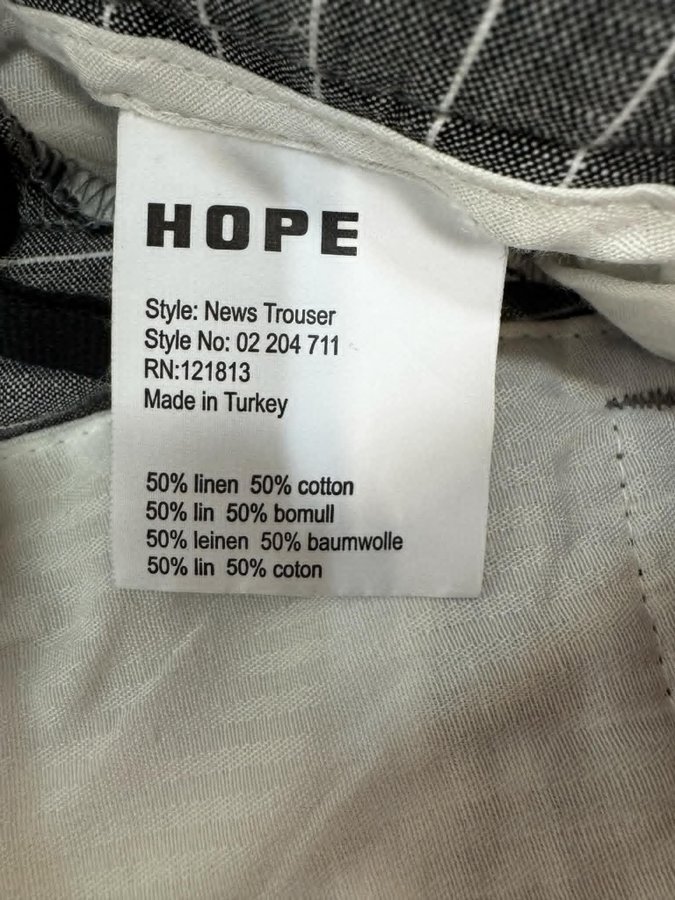 HOPE
Style: News Trouser
Style No: 02 204 711
RN:121813
Made in Turkey
50% linen 50% cotton
50% lin 50% bomull
50% leinen 50% baumwolle
50% lin 50% coton